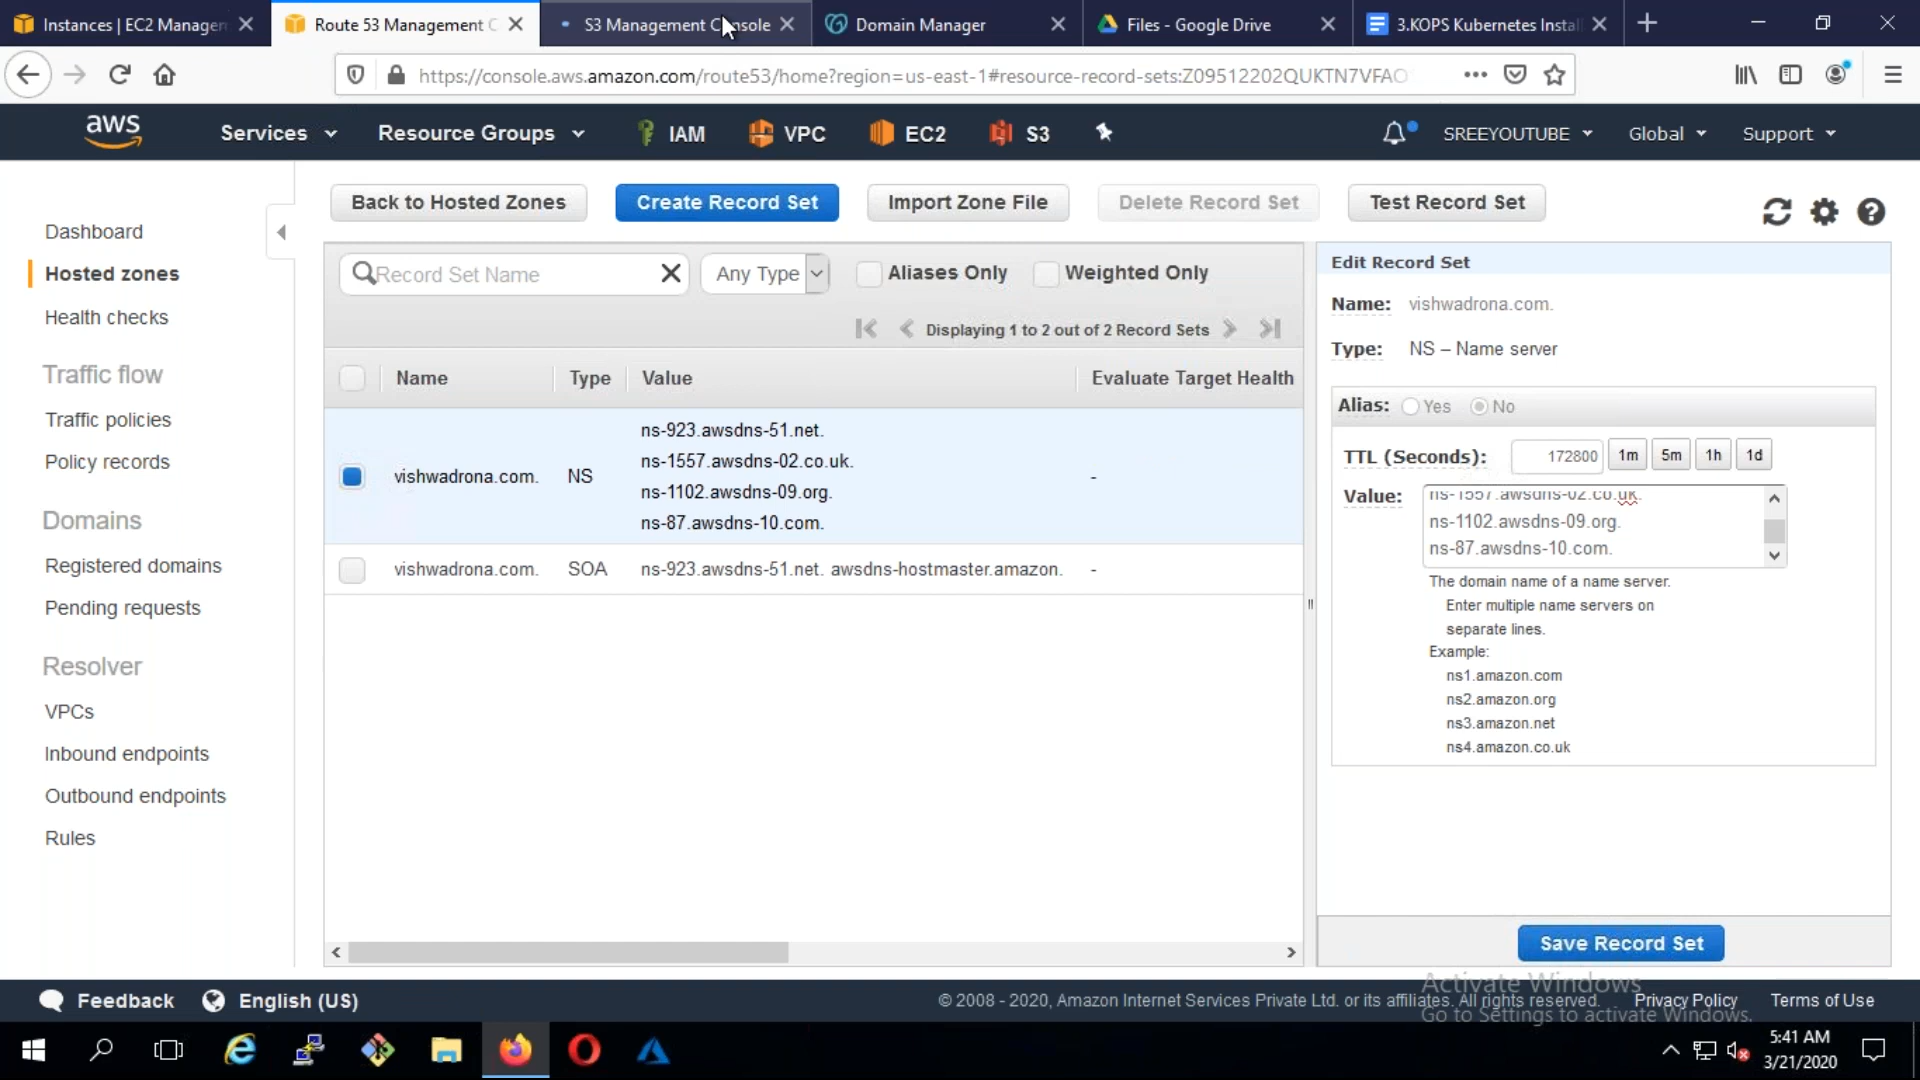 Instances | EC2 Managem
Route 53 Management C
S3 Management Console
Domain Manager
Files - Google Drive
3.KOPS Kubernetes Instal
https://console.aws.amazon.com/route53/home?region=us-east-1#resource-record-sets:Z09512202QUKTN7VFAO
aws
Services
Resource Groups
IAM
VPC
EC2
S3
SREEYOUTUBE
Global
Support
Dashboard
Hosted zones
Health checks
Traffic flow
Traffic policies
Policy records
Domains
Registered domains
Pending requests
Resolver
VPCs
Inbound endpoints
Outbound endpoints
Rules
Back to Hosted Zones
Create Record Set
Import Zone File
Delete Record Set
Test Record Set
Record Set Name
Any Type
Aliases Only
Weighted Only
Displaying 1 to 2 out of 2 Record Sets
Name
Type
Value
Evaluate Target Health
vishwadrona.com.
NS
ns-923.awsdns-51.net.
ns-1557.awsdns-02.co.uk.
ns-1102.awsdns-09.org.
ns-87.awsdns-10.com.
-
vishwadrona.com.
SOA
ns-923.awsdns-51.net. awsdns-hostmaster.amazon.
-
Edit Record Set
Name: vishwadrona.com.
Type: NS – Name server
Alias: Yes No
TTL (Seconds): 172800 1m 5m 1h 1d
Value:
ns-1557.awsdns-02.co.uk.
ns-1102.awsdns-09.org.
ns-87.awsdns-10.com.
The domain name of a name server.
Enter multiple name servers on
separate lines.
Example:
ns1.amazon.com
ns2.amazon.org
ns3.amazon.net
ns4.amazon.co.uk
Save Record Set
Activate Windows
Go to Settings to activate Windows.
Feedback
English (US)
© 2008 - 2020, Amazon Internet Services Private Ltd. or its affiliates. All rights reserved.
Privacy Policy
Terms of Use
5:41 AM
3/21/2020